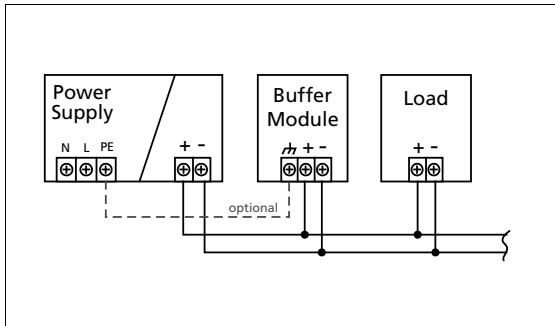 Power
Supply
N L PE
+ -
Buffer
Module
+ -
Load
+ -
optional